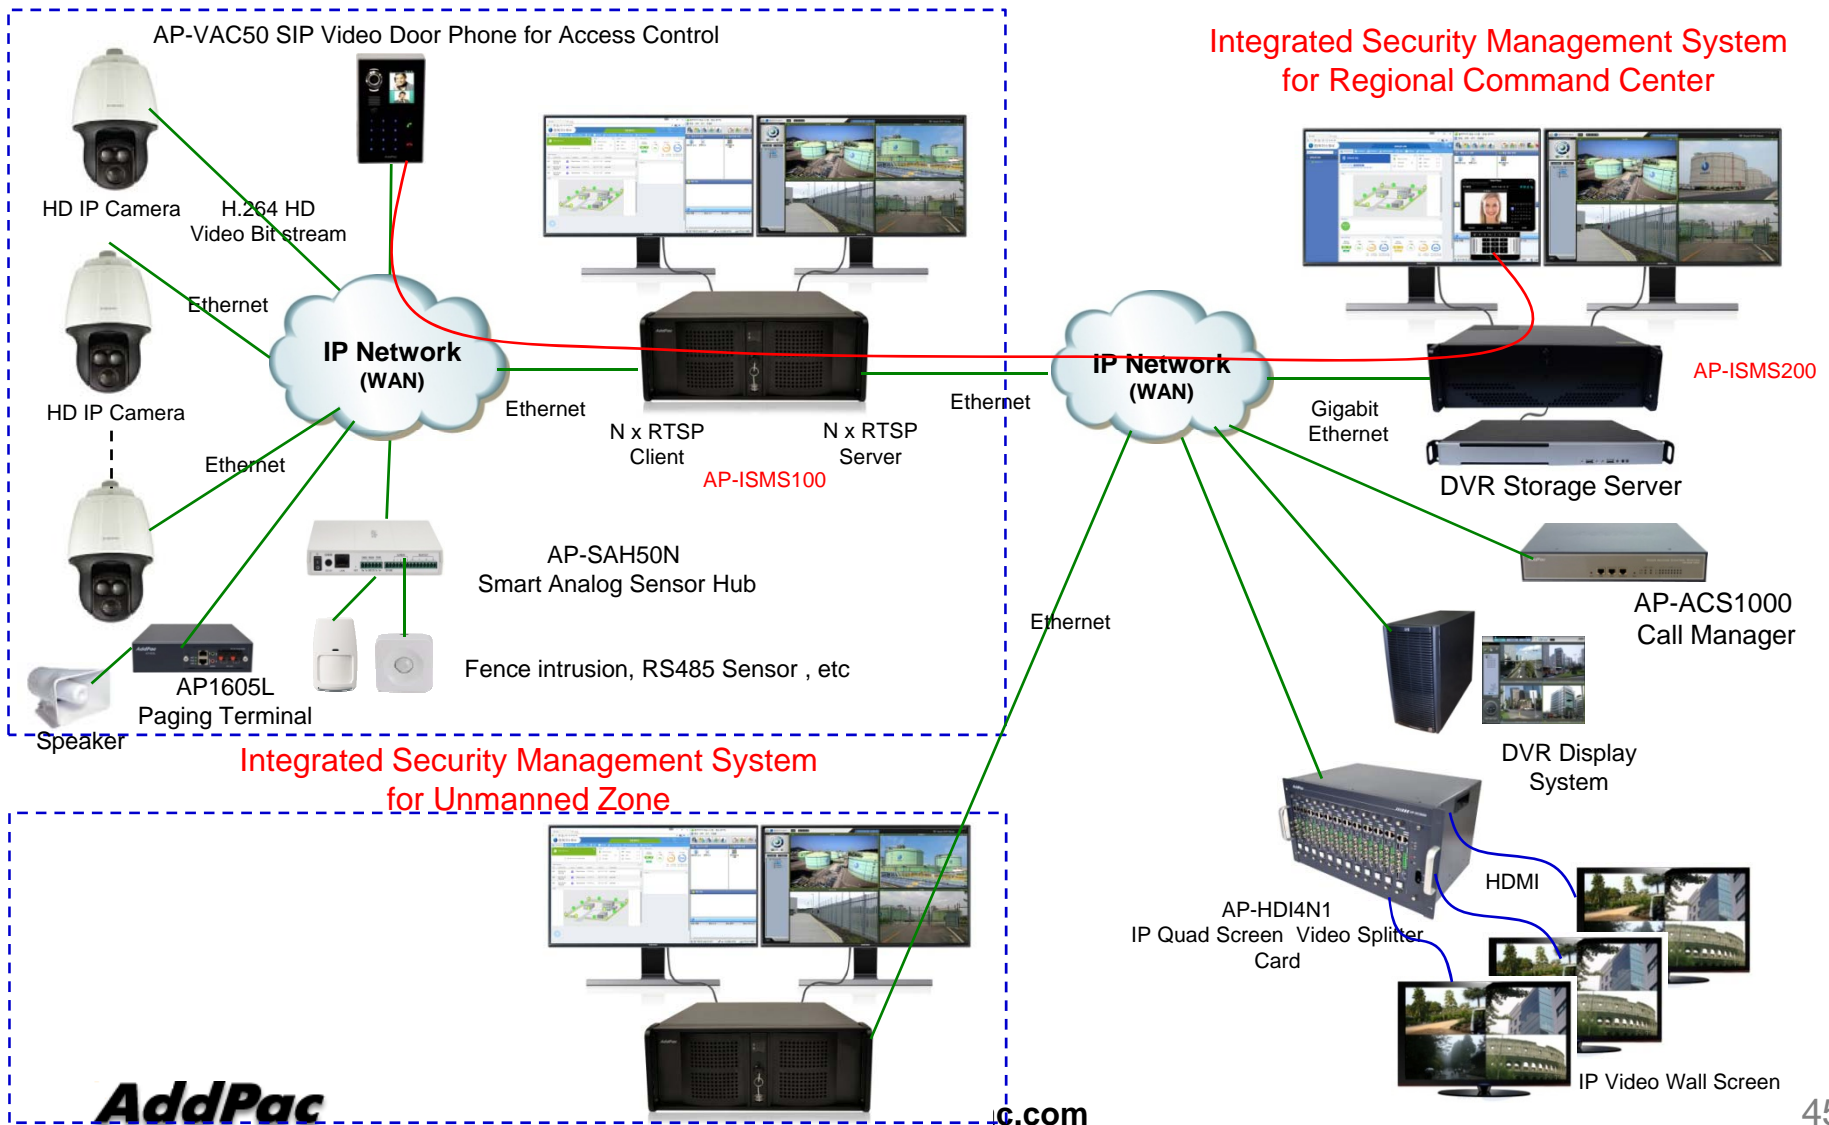 AP-VAC50 SIP Video Door Phone for Access Control
Integrated Security Management System
for Regional Command Center
HD IP Camera
H.264 HD
Video Bit stream
Ethernet
IP Network
(WAN)
HD IP Camera
Ethernet
Ethernet
N x RTSP
Client
N x RTSP
Server
AP-ISMS100
Ethernet
IP Network
(WAN)
AP-ISMS200
Gigabit
Ethernet
DVR Storage Server
AP-SAH50N
Smart Analog Sensor Hub
Fence intrusion, RS485 Sensor , etc
AddPac
AP1605L
Paging Terminal
Speaker
Ethernet
AP-ACS1000
Call Manager
DVR Display
System
Integrated Security Management System
for Unmanned Zone
HDMI
AP-HDI4N1
IP Quad Screen Video Splitter
Card
IP Video Wall Screen
AddPac
c.com
45